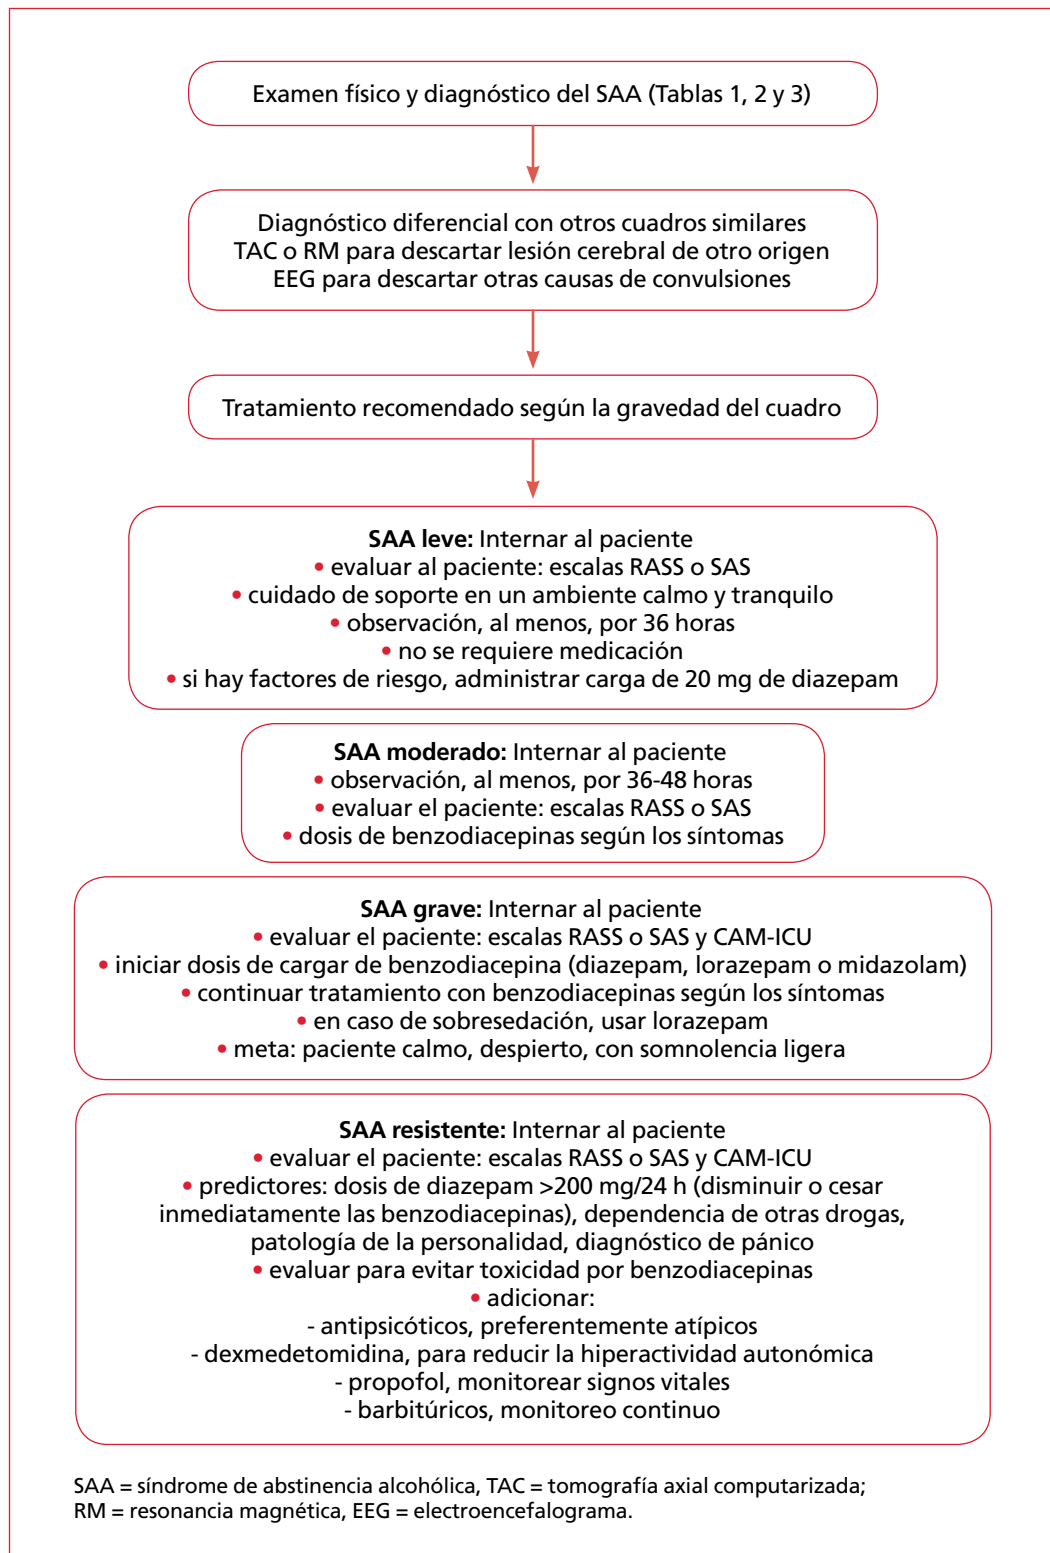 Examen físico y diagnóstico del SAA (Tablas 1, 2 y 3)
Diagnóstico diferencial con otros cuadros similares
TAC o RM para descartar lesión cerebral de otro origen
EEG para descartar otras causas de convulsiones
Tratamiento recomendado según la gravedad del cuadro
SAA leve: Internar al paciente
• evaluar al paciente: escalas RASS o SAS
• cuidado de soporte en un ambiente calmo y tranquilo
• observación, al menos, por 36 horas
• no se requiere medicación
• si hay factores de riesgo, administrar carga de 20 mg de diazepam
SAA moderado: Internar al paciente
• observación, al menos, por 36-48 horas
• evaluar el paciente: escalas RASS o SAS
• dosis de benzodiacepinas según los síntomas
SAA grave: Internar al paciente
• evaluar el paciente: escalas RASS o SAS y CAM-ICU
• iniciar dosis de cargar de benzodiacepina (diazepam, lorazepam o midazolam)
• continuar tratamiento con benzodiacepinas según los síntomas
• en caso de sobresedación, usar lorazepam
• meta: paciente calmo, despierto, con somnolencia ligera
SAA resistente: Internar al paciente
• evaluar el paciente: escalas RASS o SAS y CAM-ICU
• predictores: dosis de diazepam >200 mg/24 h (disminuir o cesar
inmediatamente las benzodiacepinas), dependencia de otras drogas,
patología de la personalidad, diagnóstico de pánico
• evaluar para evitar toxicidad por benzodiacepinas
• adicionar:
- antipsicóticos, preferentemente atípicos
- dexmedetomidina, para reducir la hiperactividad autonómica
- propofol, monitorear signos vitales
- barbitúricos, monitoreo continuo
SAA = síndrome de abstinencia alcohólica, TAC = tomografía axial computarizada;
RM = resonancia magnética, EEG = electroencefalograma.